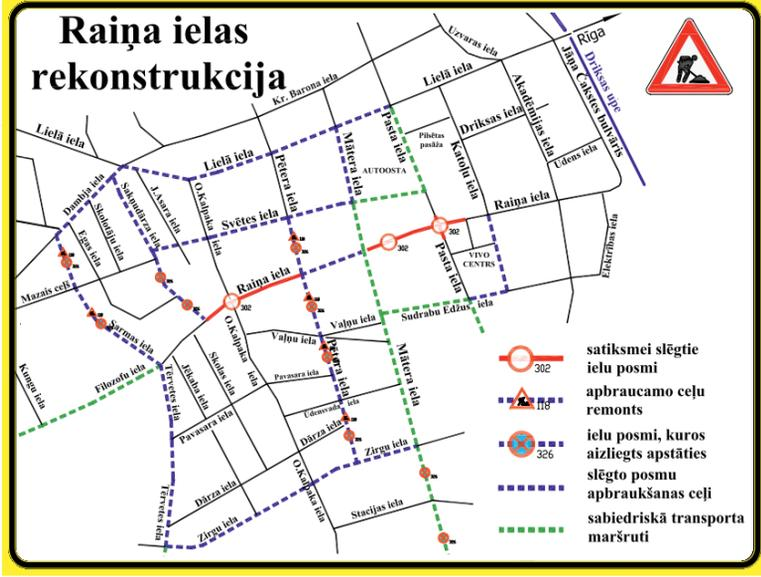 Raiņa ielas
rekonstrukcija
Rīga
Uzvaras iela
Driksas upe
Jāņa Čakstes bulvāris
Kr. Barona iela
Lielā iela
Akadēmijas iela
Lielā iela
Pasta iela
Pilsētas
pasāža
Driksas iela
Lielā iela
Mātera iela
Katoļu iela
Ūdens iela
Pētera iela
AUTOOSTA
Dambja iela
Sakņudārza iela
J.Asara iela
O.Kalpaka iela
Raiņa iela
Skolotāju iela
Svētes iela
Egas iela
302
302
Pasta iela
VIVO
CENTRS
Elektrības iela
Raiņa iela
Mazais ceļš
302
Sudrabu Edžus iela
Sarmas iela
O.Kalpaka iela
Vaļņu iela
Vaļņu iela
Pētera iela
Mātera iela
Kungu iela
Filozofu iela
Tērvetes iela
Jēkaba iela
Skolas iela
Pavasara iela
Pavasara iela
Ūdensvada iela
Dārza iela
Zirgu iela
O.Kalpaka iela
Dārza iela
Tērvetes iela
Zirgu iela
Stacijas iela
302
satiksmei slēgtie
ielu posmi
118
apbraucamo ceļu
remonts
326
ielu posmi, kuros
aizliegts apstāties
slēgto posmu
apbraukšanas ceļi
sabiedriskā transporta
maršruti